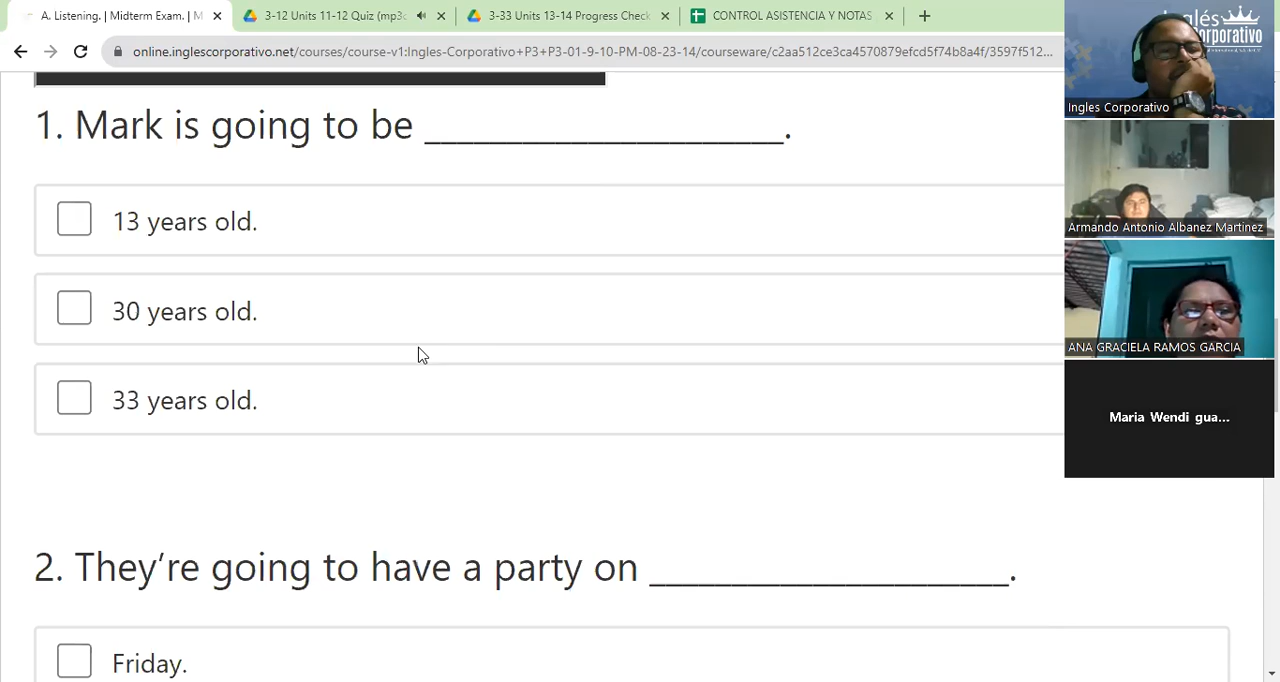 A. Listening. | Midterm Exam. | M
3-12 Units 11-12 Quiz (mp3c
3-33 Units 13-14 Progress Check
CONTROL ASISTENCIA Y NOTAS
online.inglescorporativo.net/courses/course-v1:Ingles-Corporativo+P3+P3-01-9-10-PM-08-23-14/courseware/c2aa512ce3ca4570879efcd5f74b8a4f/3597f512...
1. Mark is going to be ____________________.
13 years old.
30 years old.
33 years old.
2. They’re going to have a party on ____________________.
Friday.
Ingles Corporativo
Armando Antonio Albanez Martinez
ANA GRACIELA RAMOS GARCIA
Maria Wendi gua...